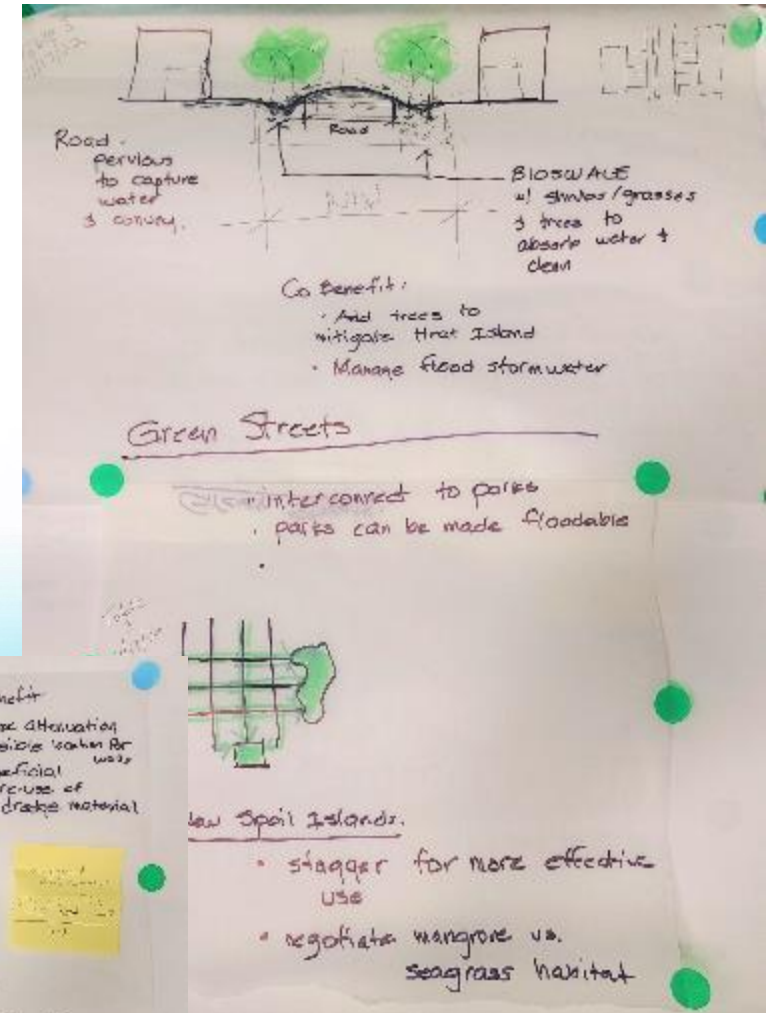 Road
Road.
pervious
to capture
water
& convey.
BIOSWALE
w/ shrubs/grasses
& trees to
absorb water &
clean
Co Benefit:
· Add trees to
mitigate Heat Island
· Manage flood stormwater
Green Streets
· interconnect to parks
· parks can be made floodable
·
Spoil Islands.
· stagger for more effective
use
· negotiate mangrove vs.
seagrass habitat
attenuation
for
re-use of
dredge material